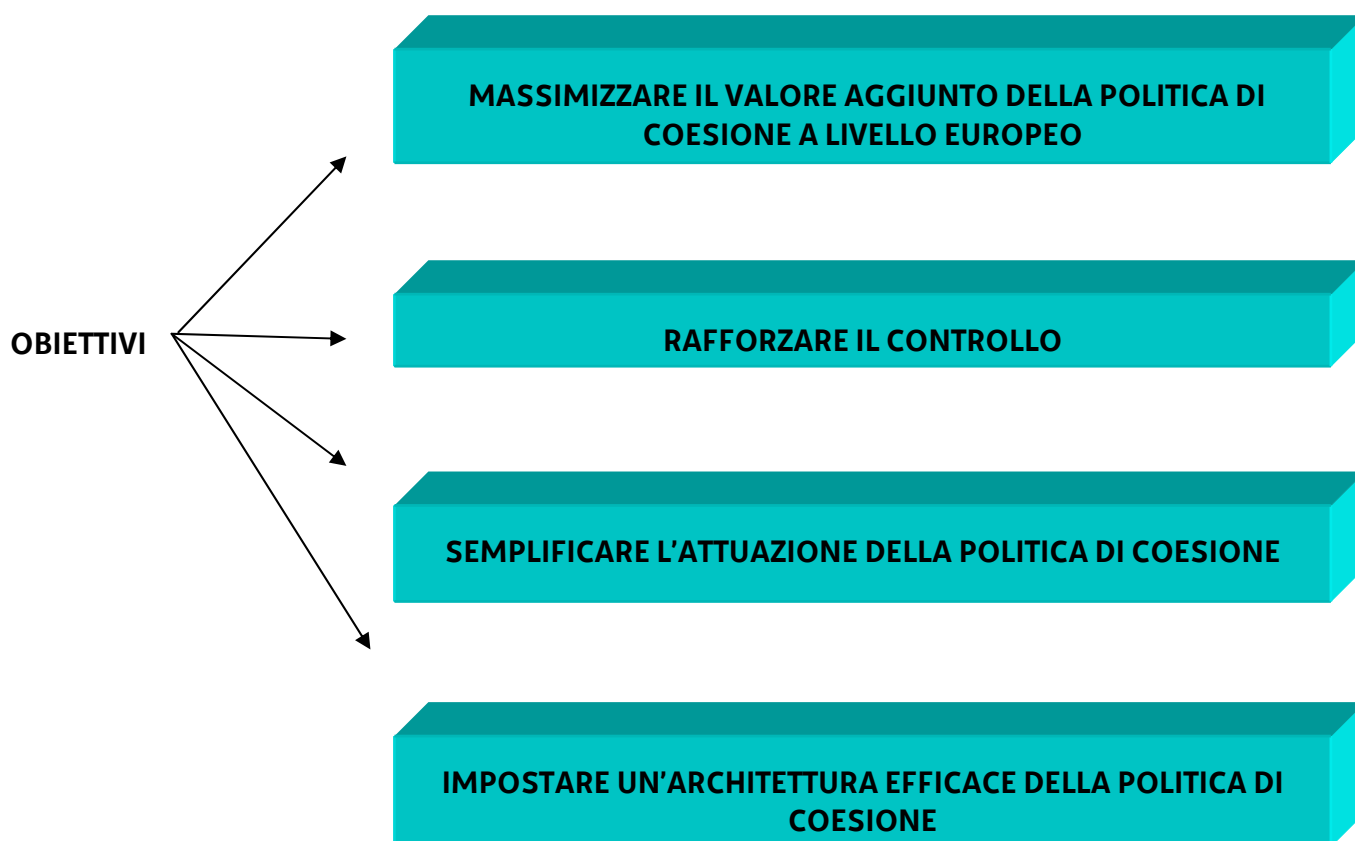 MASSIMIZZARE IL VALORE AGGIUNTO DELLA POLITICA DI
COESIONE A LIVELLO EUROPEO
OBIETTIVI
RAFFORZARE IL CONTROLLO
SEMPLIFICARE L’ATTUAZIONE DELLA POLITICA DI COESIONE
IMPOSTARE UN’ARCHITETTURA EFFICACE DELLA POLITICA DI
COESIONE